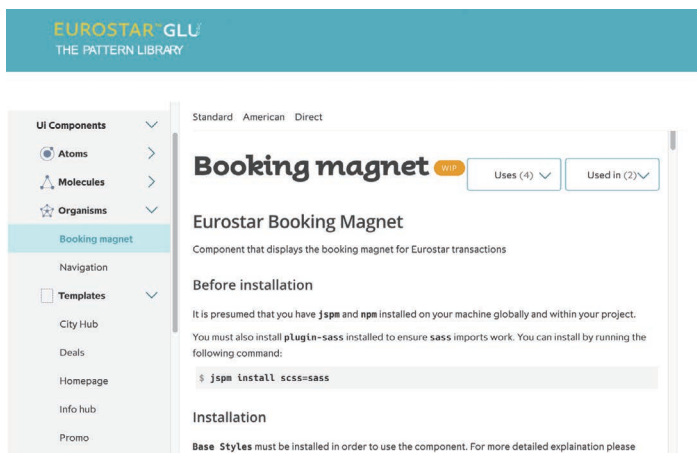 EUROSTAR™GLU
THE PATTERN LIBRARY
Ui Components
Atoms
Molecules
Organisms
Booking magnet
Navigation
Templates
City Hub
Deals
Homepage
Info hub
Promo
Standard American Direct
Booking magnet WIP Uses (4) Used in (2)
Eurostar Booking Magnet
Component that displays the booking magnet for Eurostar transactions
Before installation
It is presumed that you have jspm and npm installed on your machine globally and within your project.
You must also install plugin-sass installed to ensure sass imports work. You can install by running the
following command:
$ jspm install scss=sass
Installation
Base Styles must be installed in order to use the component. For more detailed explaination please